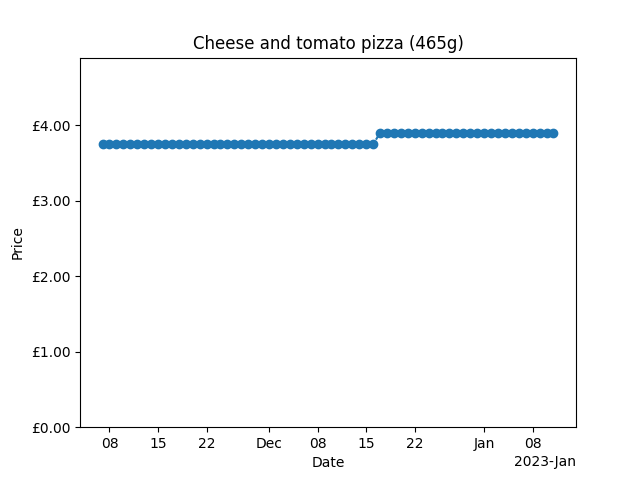 Cheese and tomato pizza (465g)
£4.00
£3.00
£2.00
£1.00
£0.00
Price
08 15 22 Dec 08 15 22 Jan 08
2023-Jan
Date